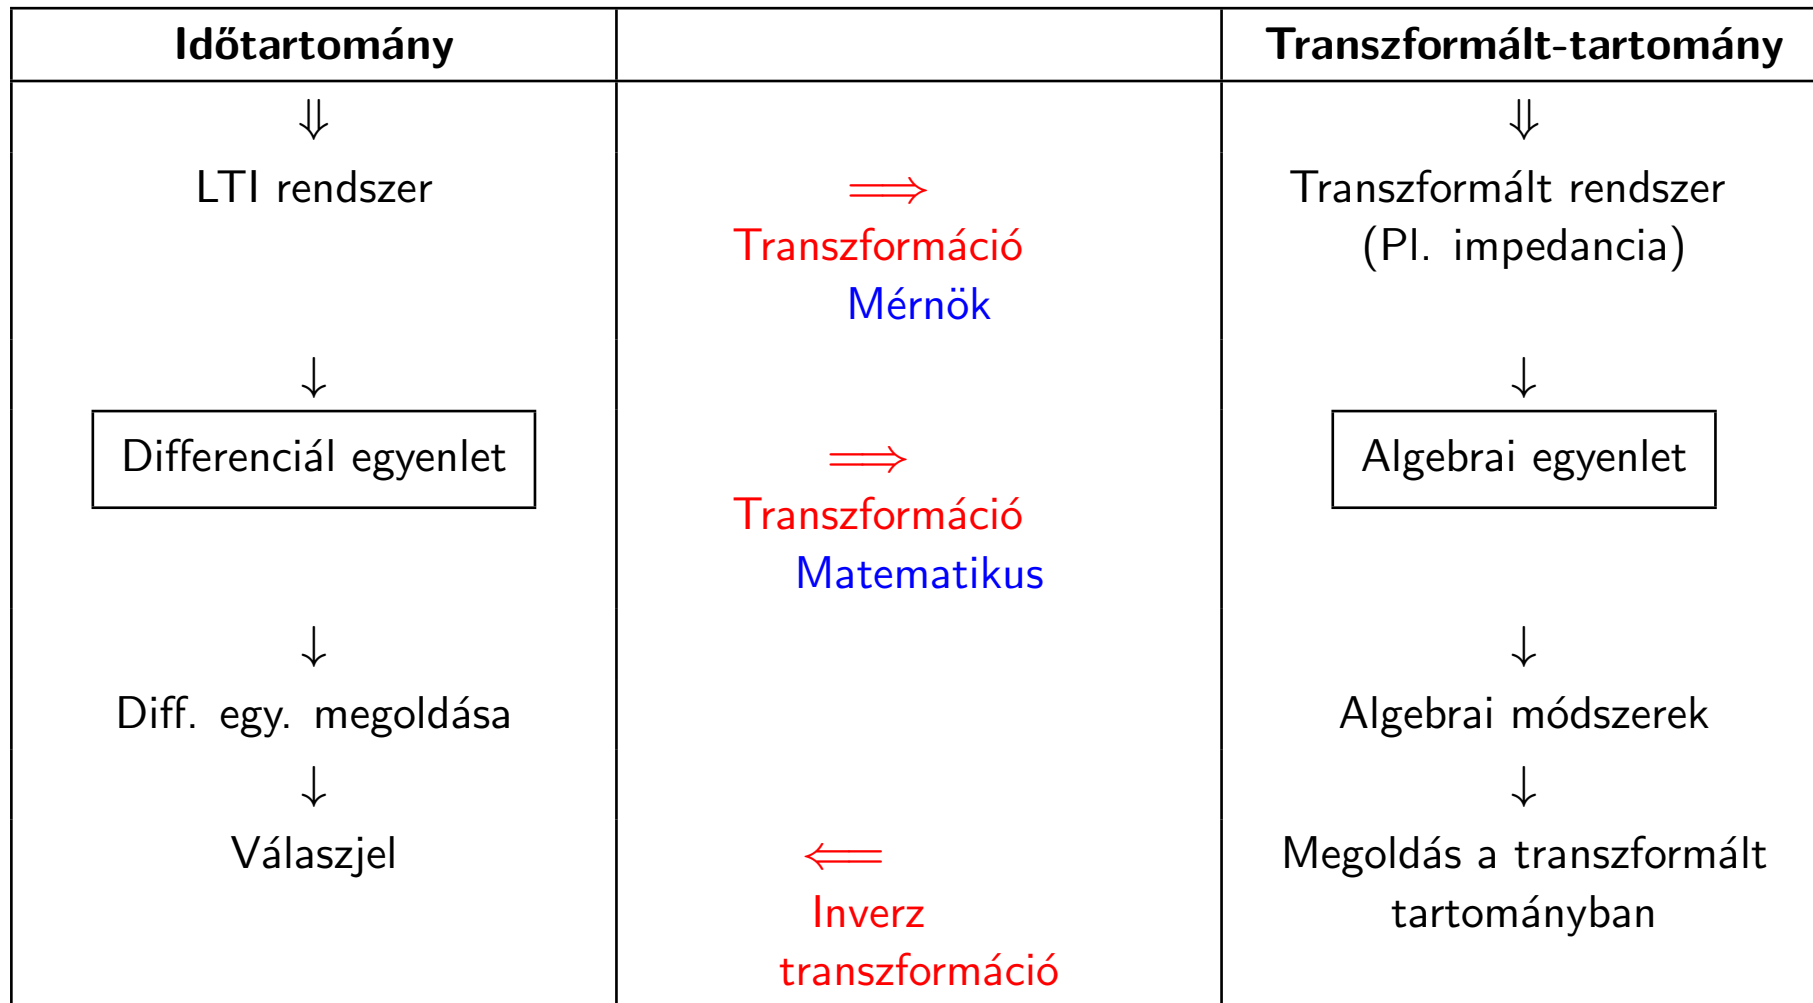 Időtartomány
Transzformált-tartomány
⇓
⇓
LTI rendszer
⟹
Transzformált rendszer
Transzformáció
(Pl. impedancia)
Mérnök
↓
↓
Differenciál egyenlet
⟹
Algebrai egyenlet
Transzformáció
Matematikus
↓
↓
Diff. egy. megoldása
Algebrai módszerek
↓
↓
Válaszjel
⟸
Megoldás a transzformált
Inverz
tartományban
transzformáció